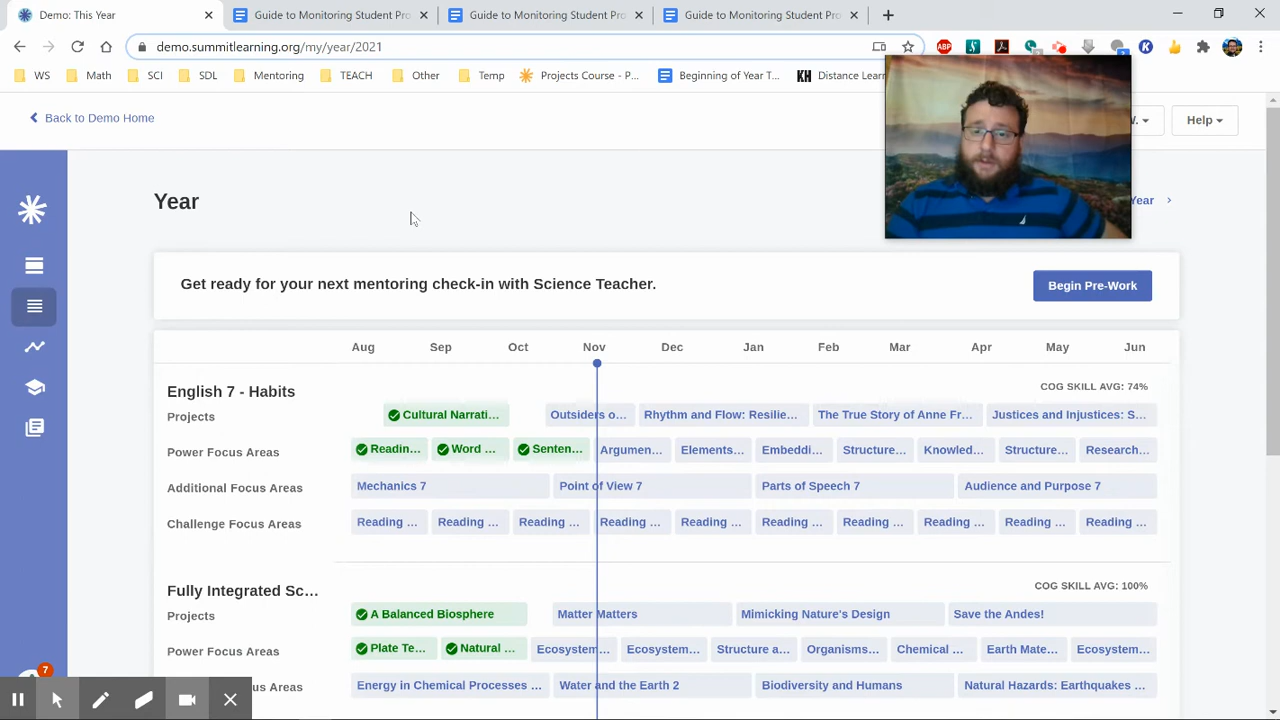 Demo: This Year
Guide to Monitoring Student Pro
Guide to Monitoring Student Pro
Guide to Monitoring Student Pro
demo.summitlearning.org/my/year/2021
WS Math SCI SDL Mentoring TEACH Other Temp Projects Course - P... Beginning of Year T... KH Distance Lear
Back to Demo Home
Help
Year
Year
Get ready for your next mentoring check-in with Science Teacher.
Begin Pre-Work
Aug Sep Oct Nov Dec Jan Feb Mar Apr May Jun
English 7 - Habits
COG SKILL AVG: 74%
Projects
Cultural Narrati... Outsiders o... Rhythm and Flow: Resilie... The True Story of Anne Fr... Justices and Injustices: S...
Power Focus Areas
Readin... Word ... Senten... Argumen... Elements... Embeddi... Structure... Knowled... Structure... Research...
Additional Focus Areas
Mechanics 7 Point of View 7 Parts of Speech 7 Audience and Purpose 7
Challenge Focus Areas
Reading ... Reading ... Reading ... Reading ... Reading ... Reading ... Reading ... Reading ... Reading ... Reading ...
Fully Integrated Sc...
COG SKILL AVG: 100%
Projects
A Balanced Biosphere Matter Matters Mimicking Nature's Design Save the Andes!
Power Focus Areas
Plate Te... Natural ... Ecosystem... Ecosystem... Structure a... Organisms... Chemical ... Earth Mate... Ecosystem...
7
cus Areas
Energy in Chemical Processes ... Water and the Earth 2 Biodiversity and Humans Natural Hazards: Earthquakes ...